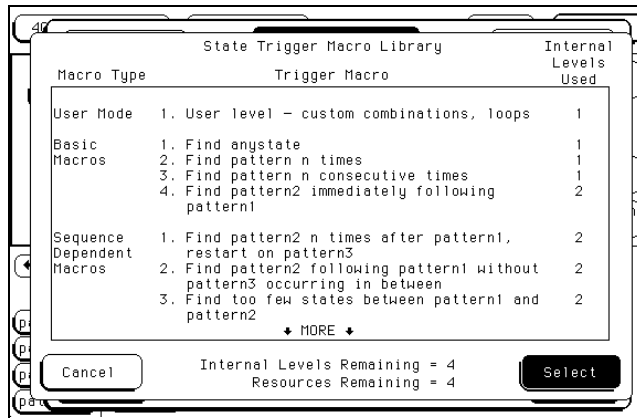 40
State Trigger Macro Library
Internal
Levels
Used
Macro Type Trigger Macro
User Mode 1. User level – custom combinations, loops 1
Basic 1. Find anystate 1
Macros 2. Find pattern n times 1
3. Find pattern n consecutive times 1
4. Find pattern2 immediately following 2
pattern1
Sequence 1. Find pattern2 n times after pattern1, 2
Dependent restart on pattern3
Macros 2. Find pattern2 following pattern1 without 2
pattern3 occurring in between
3. Find too few states between pattern1 and 2
pattern2
↓ MORE ↓
Cancel Internal Levels Remaining = 4 Select
Resources Remaining = 4